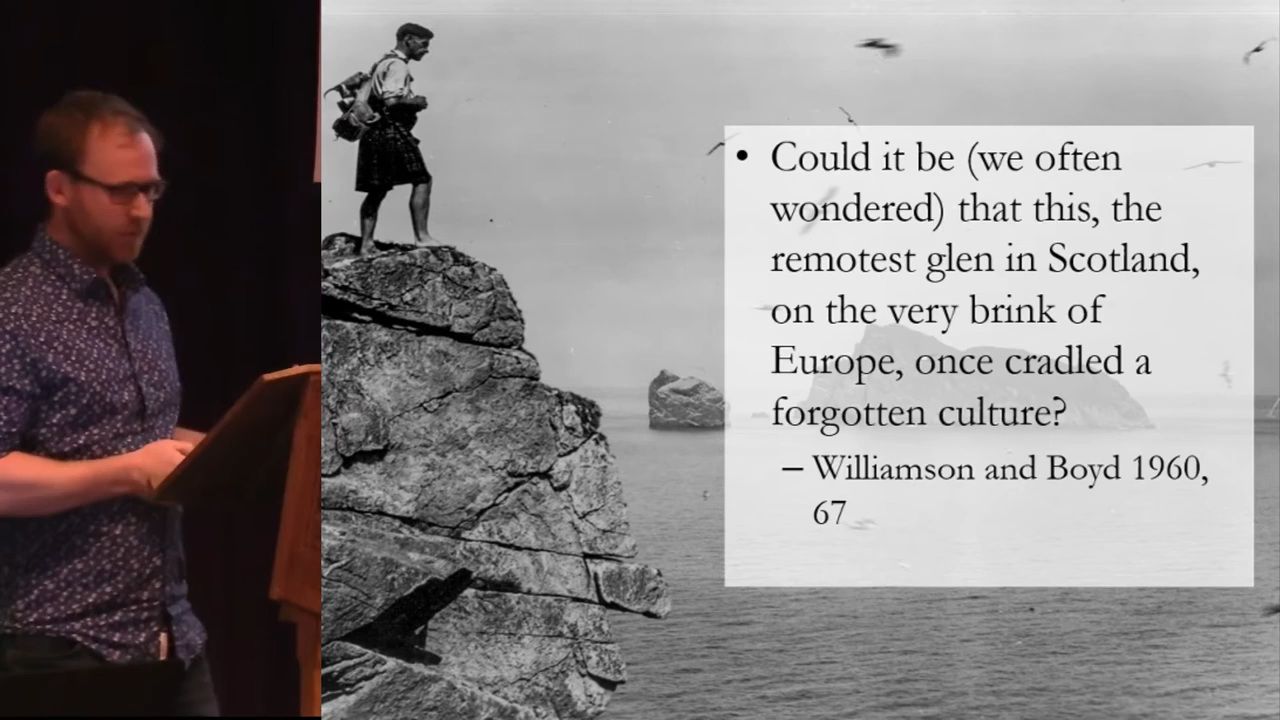 • Could it be (we often
wondered) that this, the
remotest glen in Scotland,
on the very brink of
Europe, once cradled a
forgotten culture?
– Williamson and Boyd 1960,
67